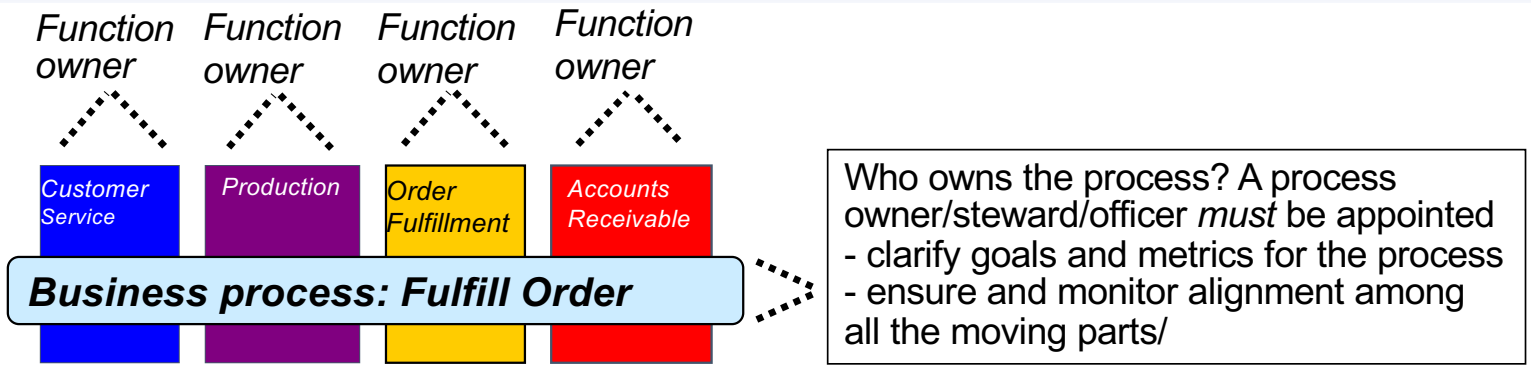 Function
owner
Function
owner
Function
owner
Function
owner
Customer
Service
Production
Order
Fulfillment
Accounts
Receivable
Business process: Fulfill Order
Who owns the process? A process
owner/steward/officer must be appointed
- clarify goals and metrics for the process
- ensure and monitor alignment among
all the moving parts/